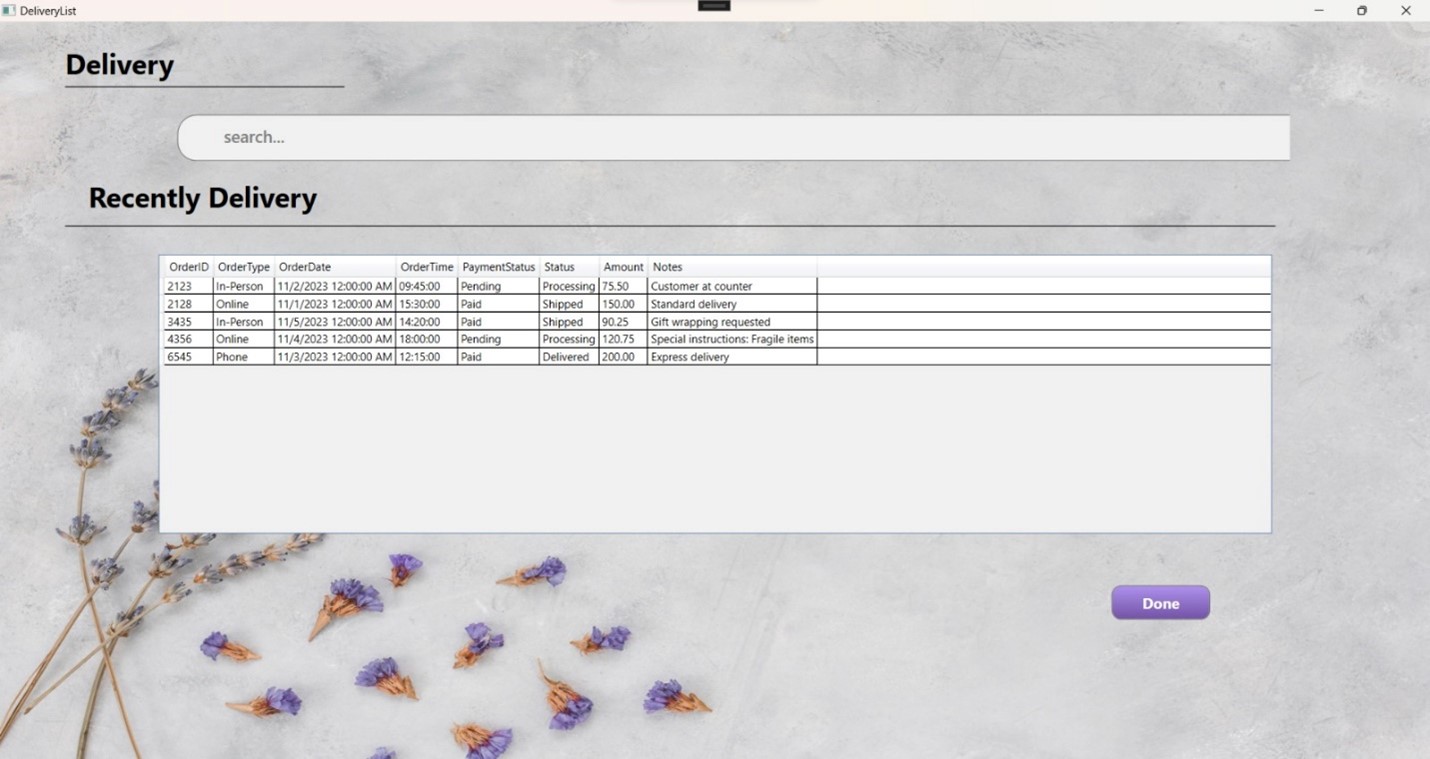 DeliveryList
Delivery
search...
Recently Delivery
OrderID OrderType OrderDate OrderTime PaymentStatus Status Amount Notes
2123 In-Person 11/2/2023 12:00:00 AM 09:45:00 Pending Processing 75.50 Customer at counter
2128 Online 11/1/2023 12:00:00 AM 15:30:00 Paid Shipped 150.00 Standard delivery
3435 In-Person 11/5/2023 12:00:00 AM 14:20:00 Paid Shipped 90.25 Gift wrapping requested
4356 Online 11/4/2023 12:00:00 AM 18:00:00 Pending Processing 120.75 Special instructions: Fragile items
6545 Phone 11/3/2023 12:00:00 AM 12:15:00 Paid Delivered 200.00 Express delivery
Done